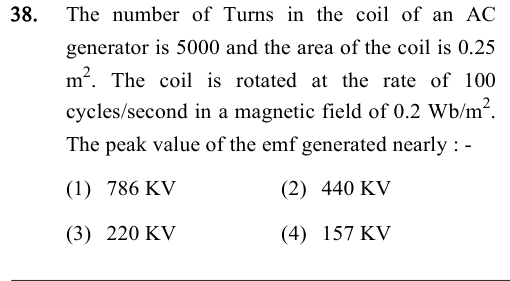 38. The number of Turns in the coil of an AC
generator is 5000 and the area of the coil is 0.25
m². The coil is rotated at the rate of 100
cycles/second in a magnetic field of 0.2 Wb/m².
The peak value of the emf generated nearly : -
(1) 786 KV (2) 440 KV
(3) 220 KV (4) 157 KV